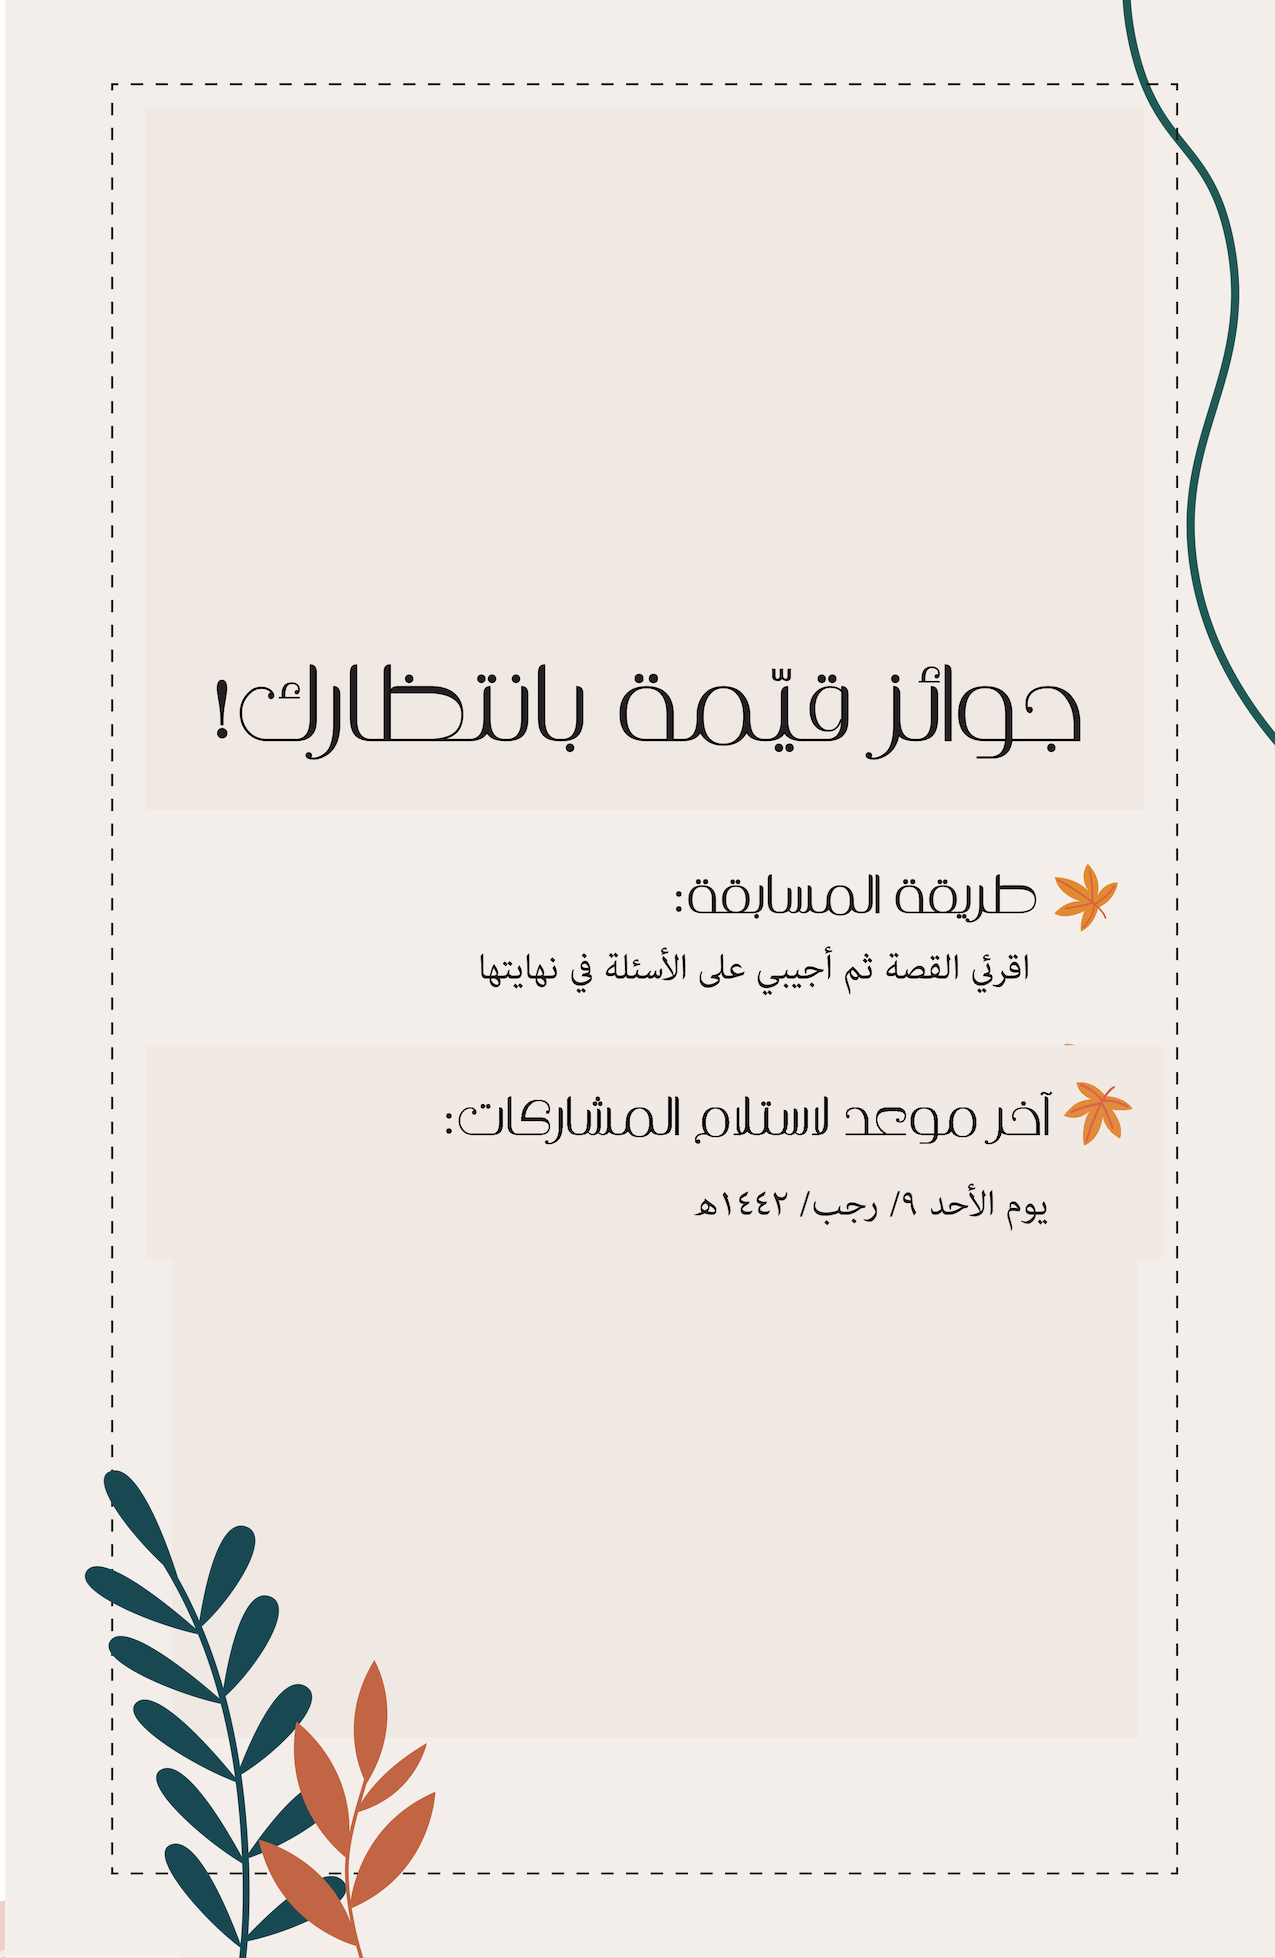 جوائز قيّمة بانتظارك!
طريقة المسابقة:
اقرئي القصة ثم أجيبي على الأسئلة في نهايتها
آخر موعد لاستلام المشاركات:
يوم الأحد ٩/ رجب/ ١٤٤٢ه